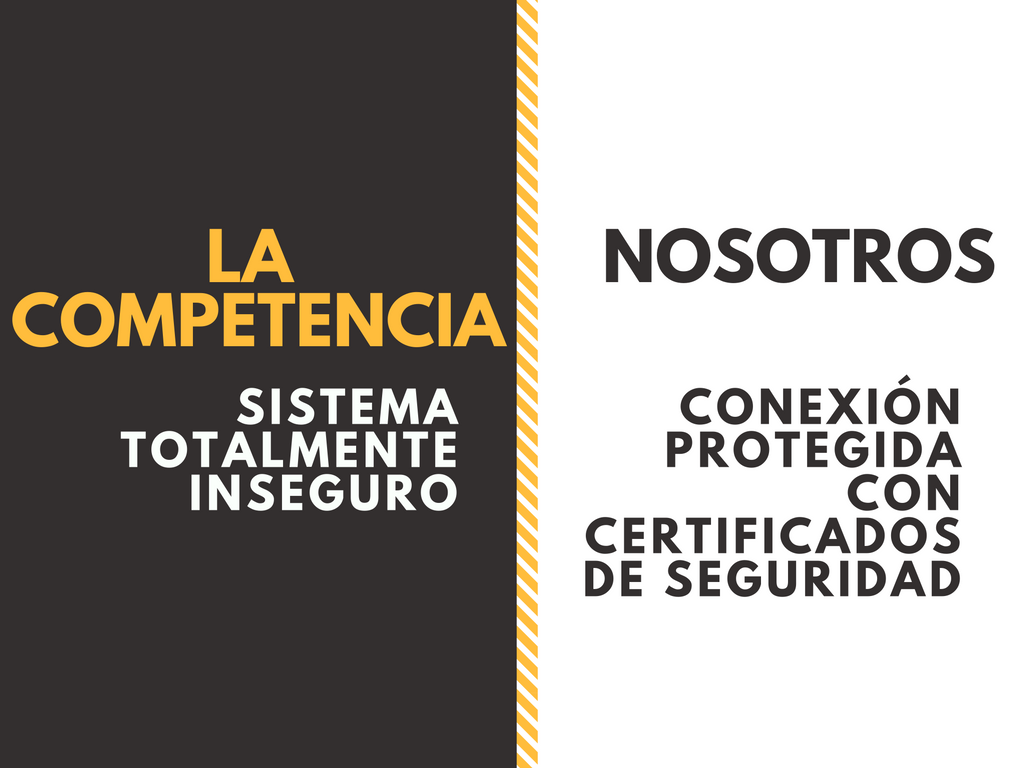 LA
COMPETENCIA
SISTEMA
TOTALMENTE
INSEGURO
NOSOTROS
CONEXIÓN
PROTEGIDA
CON
CERTIFICADOS
DE SEGURIDAD